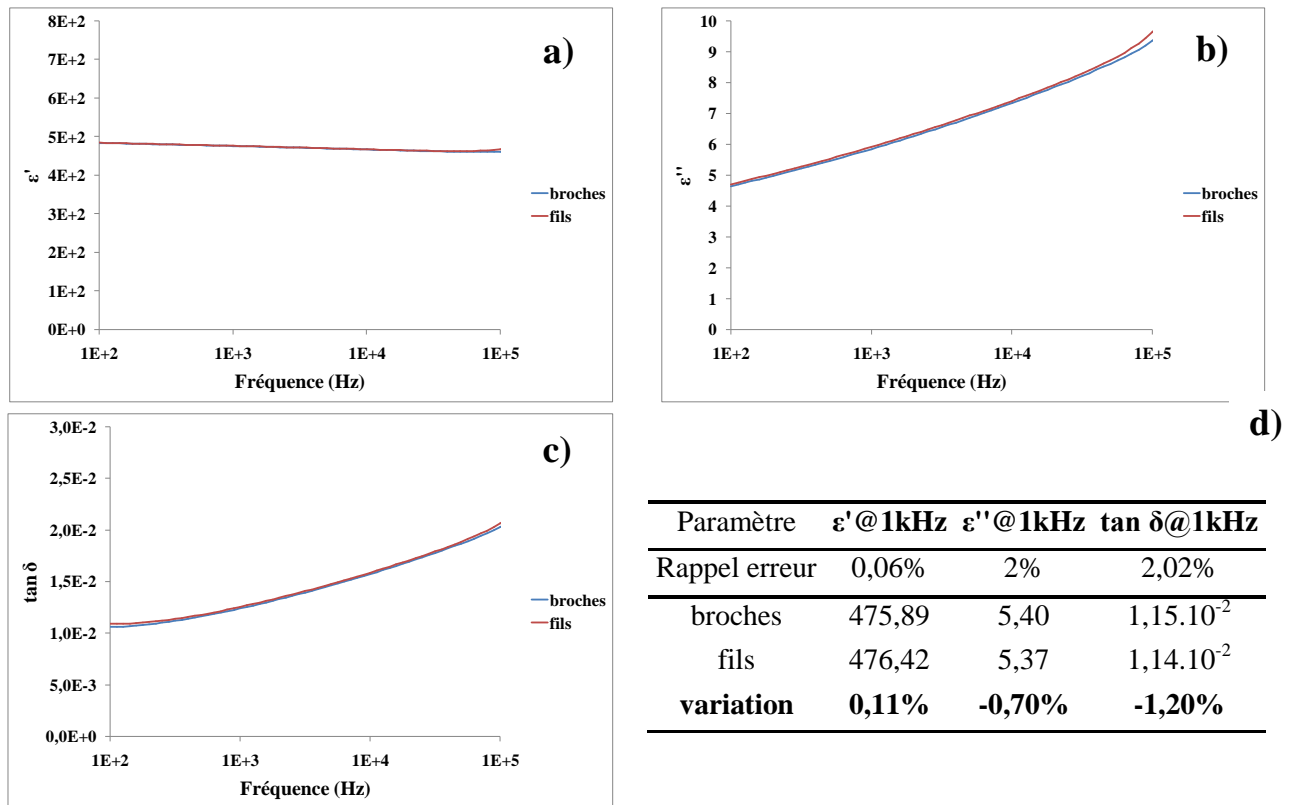 a)
8E+2
7E+2
6E+2
5E+2
4E+2
3E+2
2E+2
1E+2
0E+0
ε'
1E+2 1E+3 1E+4 1E+5
Fréquence (Hz)
broches
fils
b)
10
9
8
7
6
5
4
3
2
1
0
ε''
1E+2 1E+3 1E+4 1E+5
Fréquence (Hz)
broches
fils
c)
3,0E-2
2,5E-2
2,0E-2
1,5E-2
1,0E-2
5,0E-3
0,0E+0
tan δ
1E+2 1E+3 1E+4 1E+5
Fréquence (Hz)
broches
fils
d)
Paramètre ε'@1kHz ε''@1kHz tan δ@1kHz
Rappel erreur 0,06% 2% 2,02%
broches 475,89 5,40 1,15.10⁻²
fils 476,42 5,37 1,14.10⁻²
variation 0,11% -0,70% -1,20%